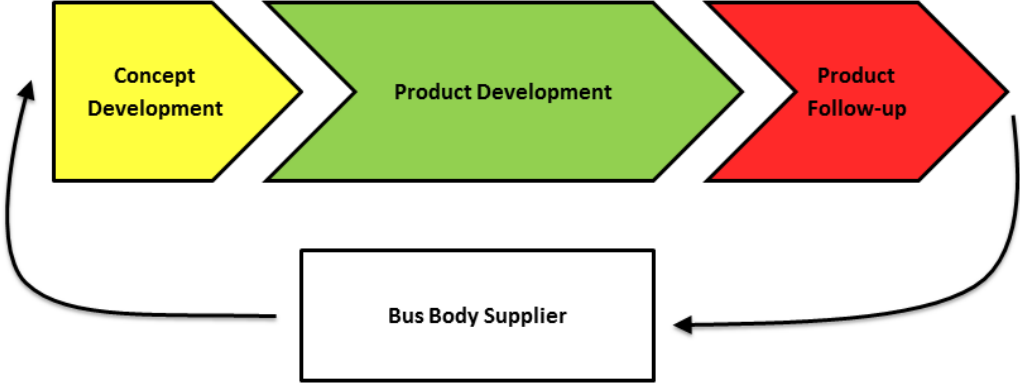 Concept
Development
Product Development
Product
Follow-up
Bus Body Supplier